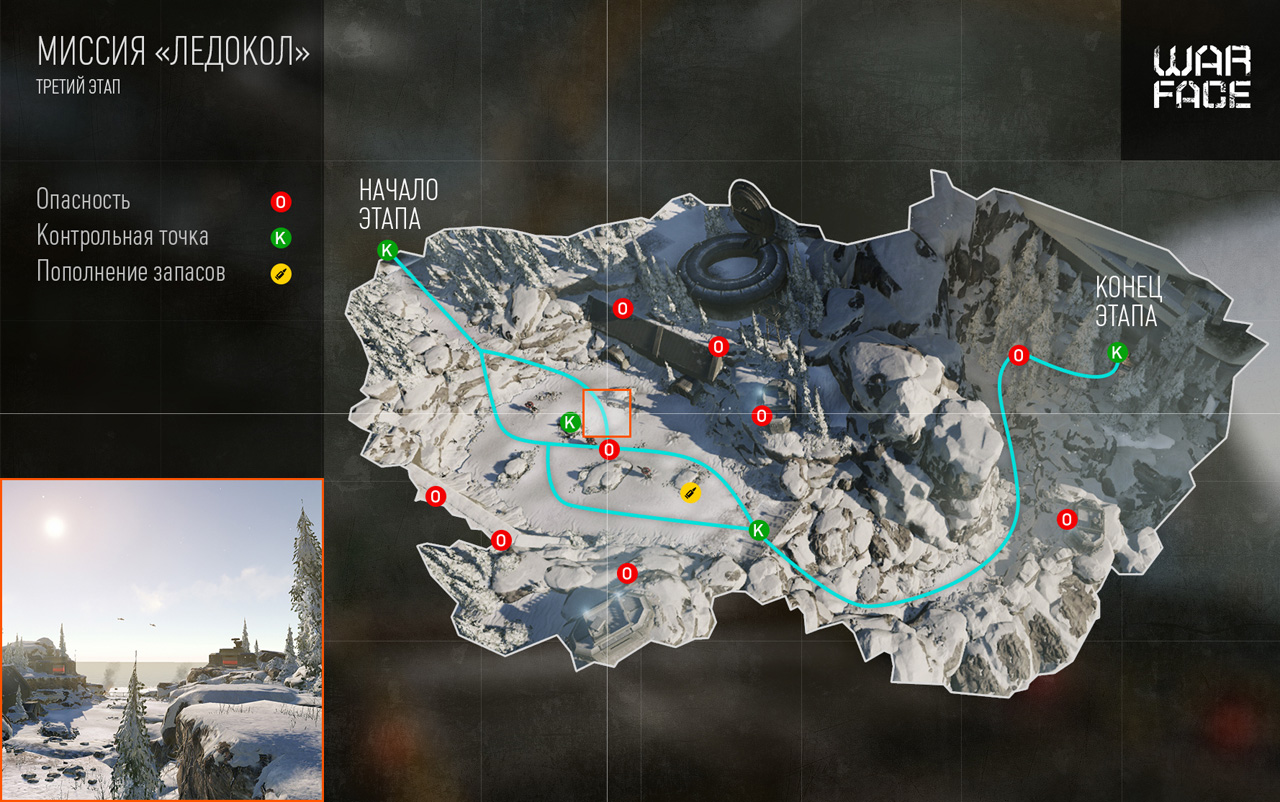 МИССИЯ «ЛЕДОКОЛ»
ТРЕТИЙ ЭТАП
WAR
FACE
Опасность O
Контрольная точка K
Пополнение запасов
НАЧАЛО
ЭТАПА
K
O
O
КОНЕЦ
ЭТАПА
O
K
K
O
O
O
O
K
O
O
O